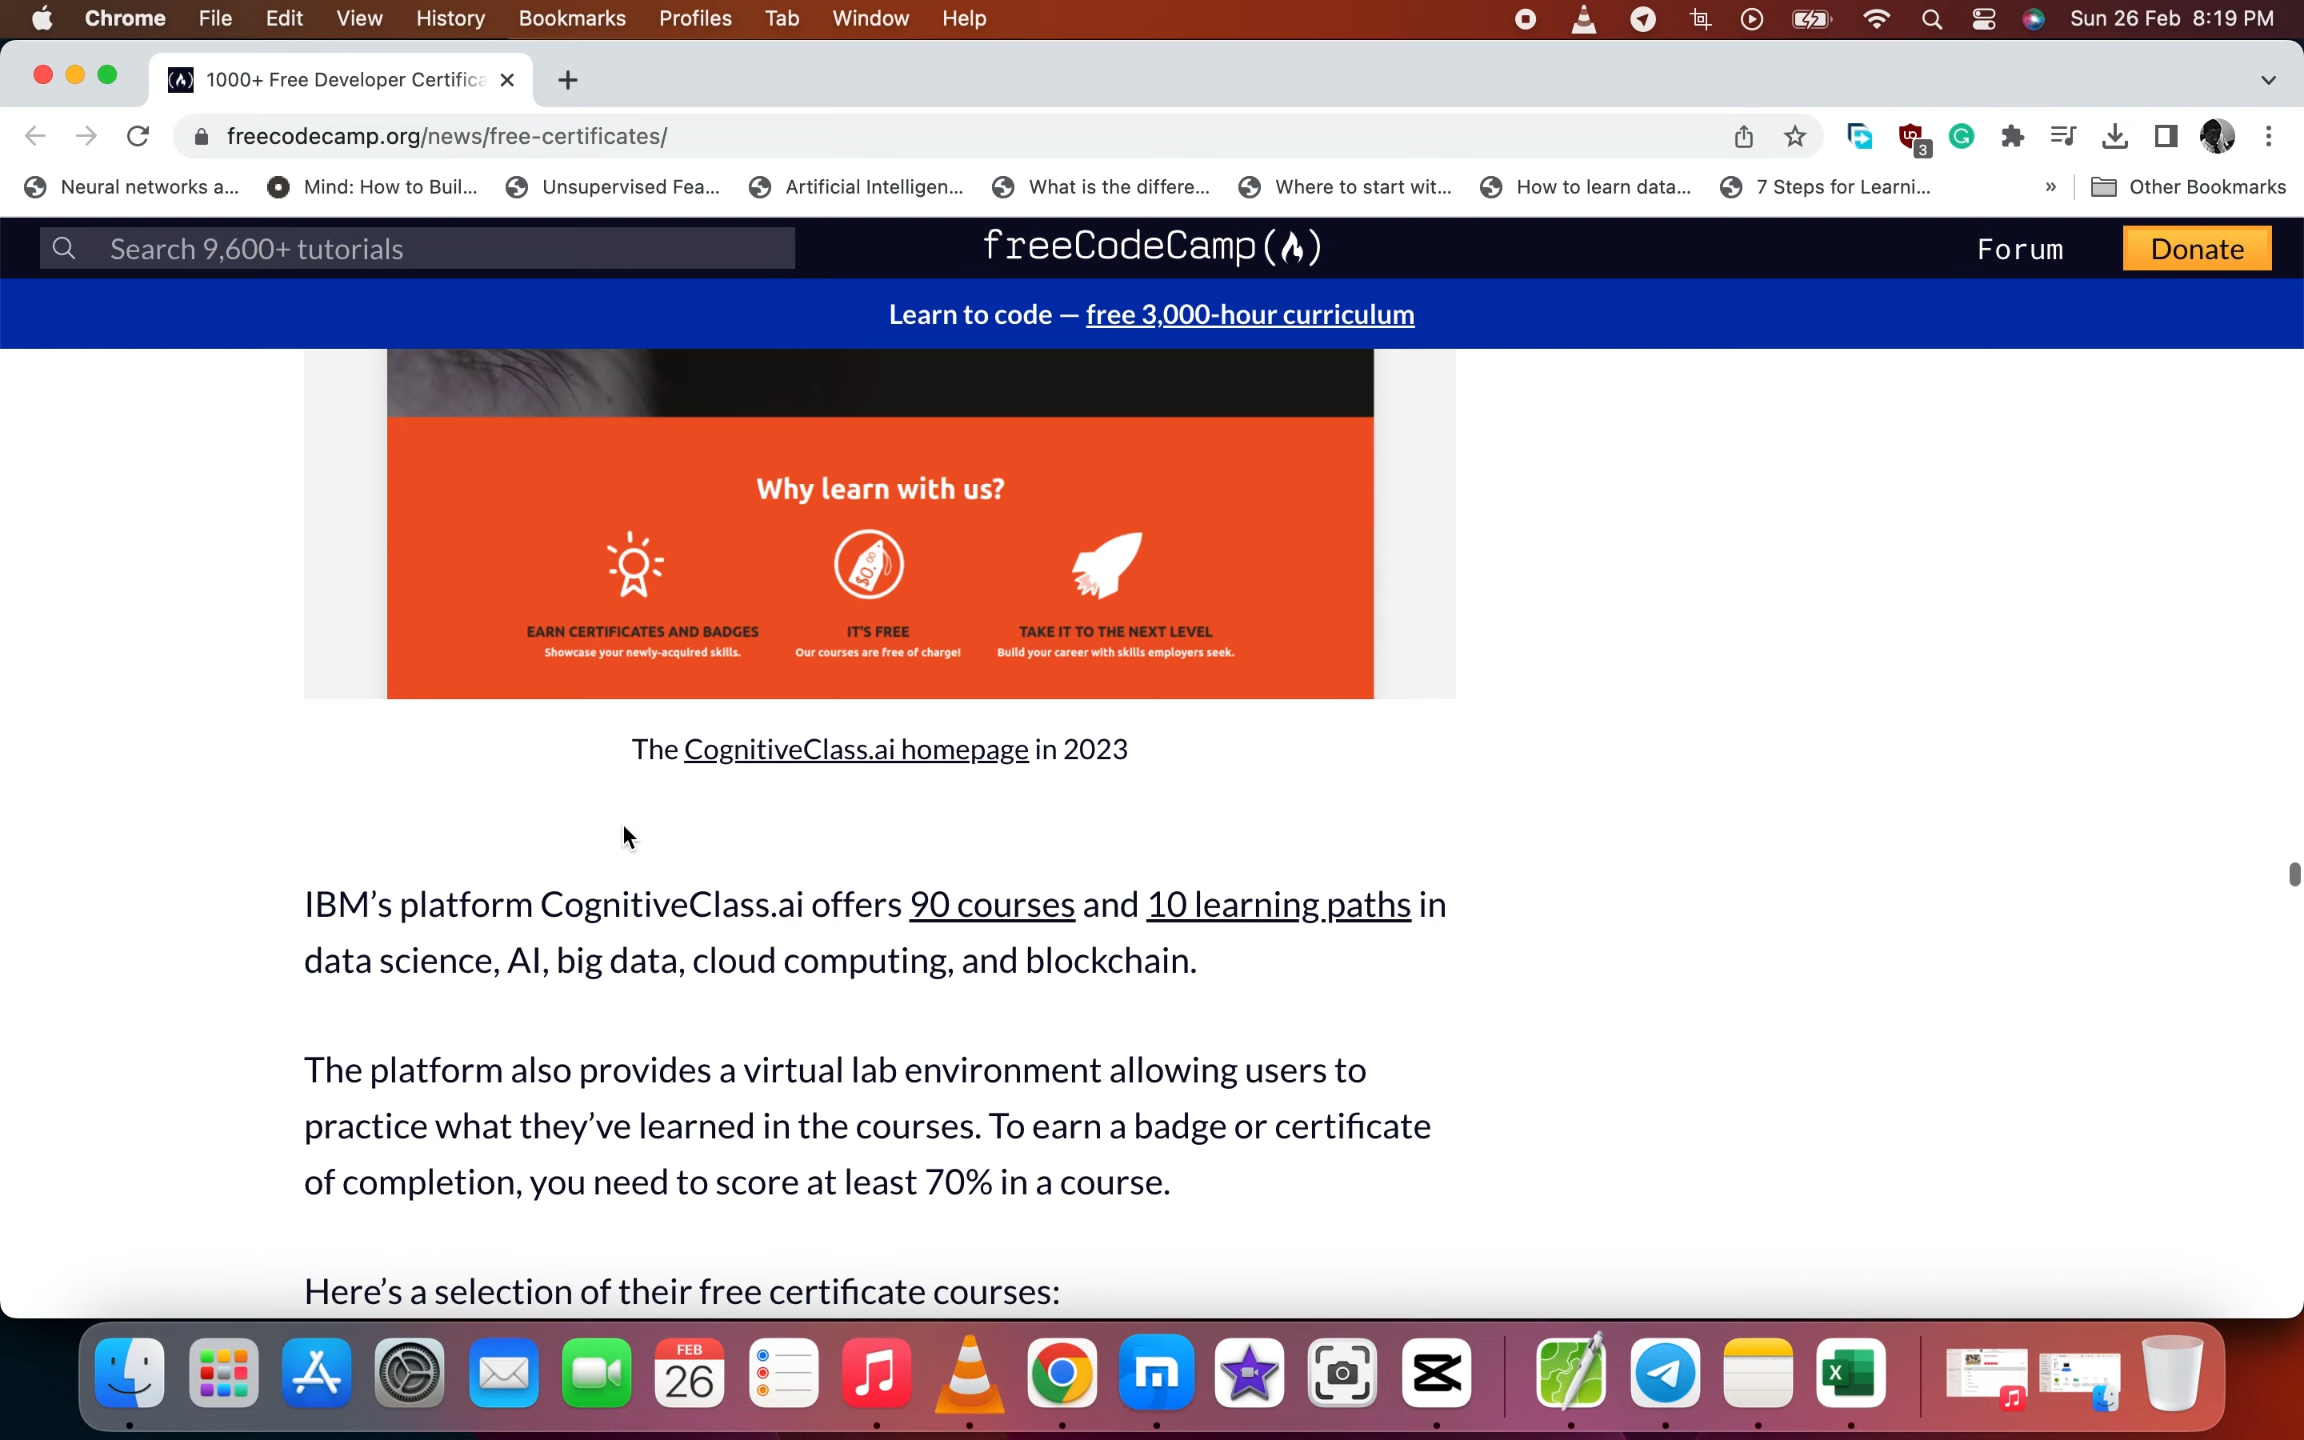 Chrome File Edit View History Bookmarks Profiles Tab Window Help Sun 26 Feb 8:19 PM
1000+ Free Developer Certifica
freecodecamp.org/news/free-certificates/
3
Neural networks a... Mind: How to Buil... Unsupervised Fea... Artificial Intelligen... What is the differe... Where to start wit... How to learn data... 7 Steps for Learni... » Other Bookmarks
Search 9,600+ tutorials freeCodeCamp Forum Donate
Learn to code — free 3,000-hour curriculum
Why learn with us?
$0.00
EARN CERTIFICATES AND BADGES IT'S FREE TAKE IT TO THE NEXT LEVEL
Showcase your newly-acquired skills. Our courses are free of charge! Build your career with skills employers seek.
The CognitiveClass.ai homepage in 2023
IBM’s platform CognitiveClass.ai offers 90 courses and 10 learning paths in
data science, AI, big data, cloud computing, and blockchain.
The platform also provides a virtual lab environment allowing users to
practice what they’ve learned in the courses. To earn a badge or certificate
of completion, you need to score at least 70% in a course.
Here’s a selection of their free certificate courses:
FEB
26